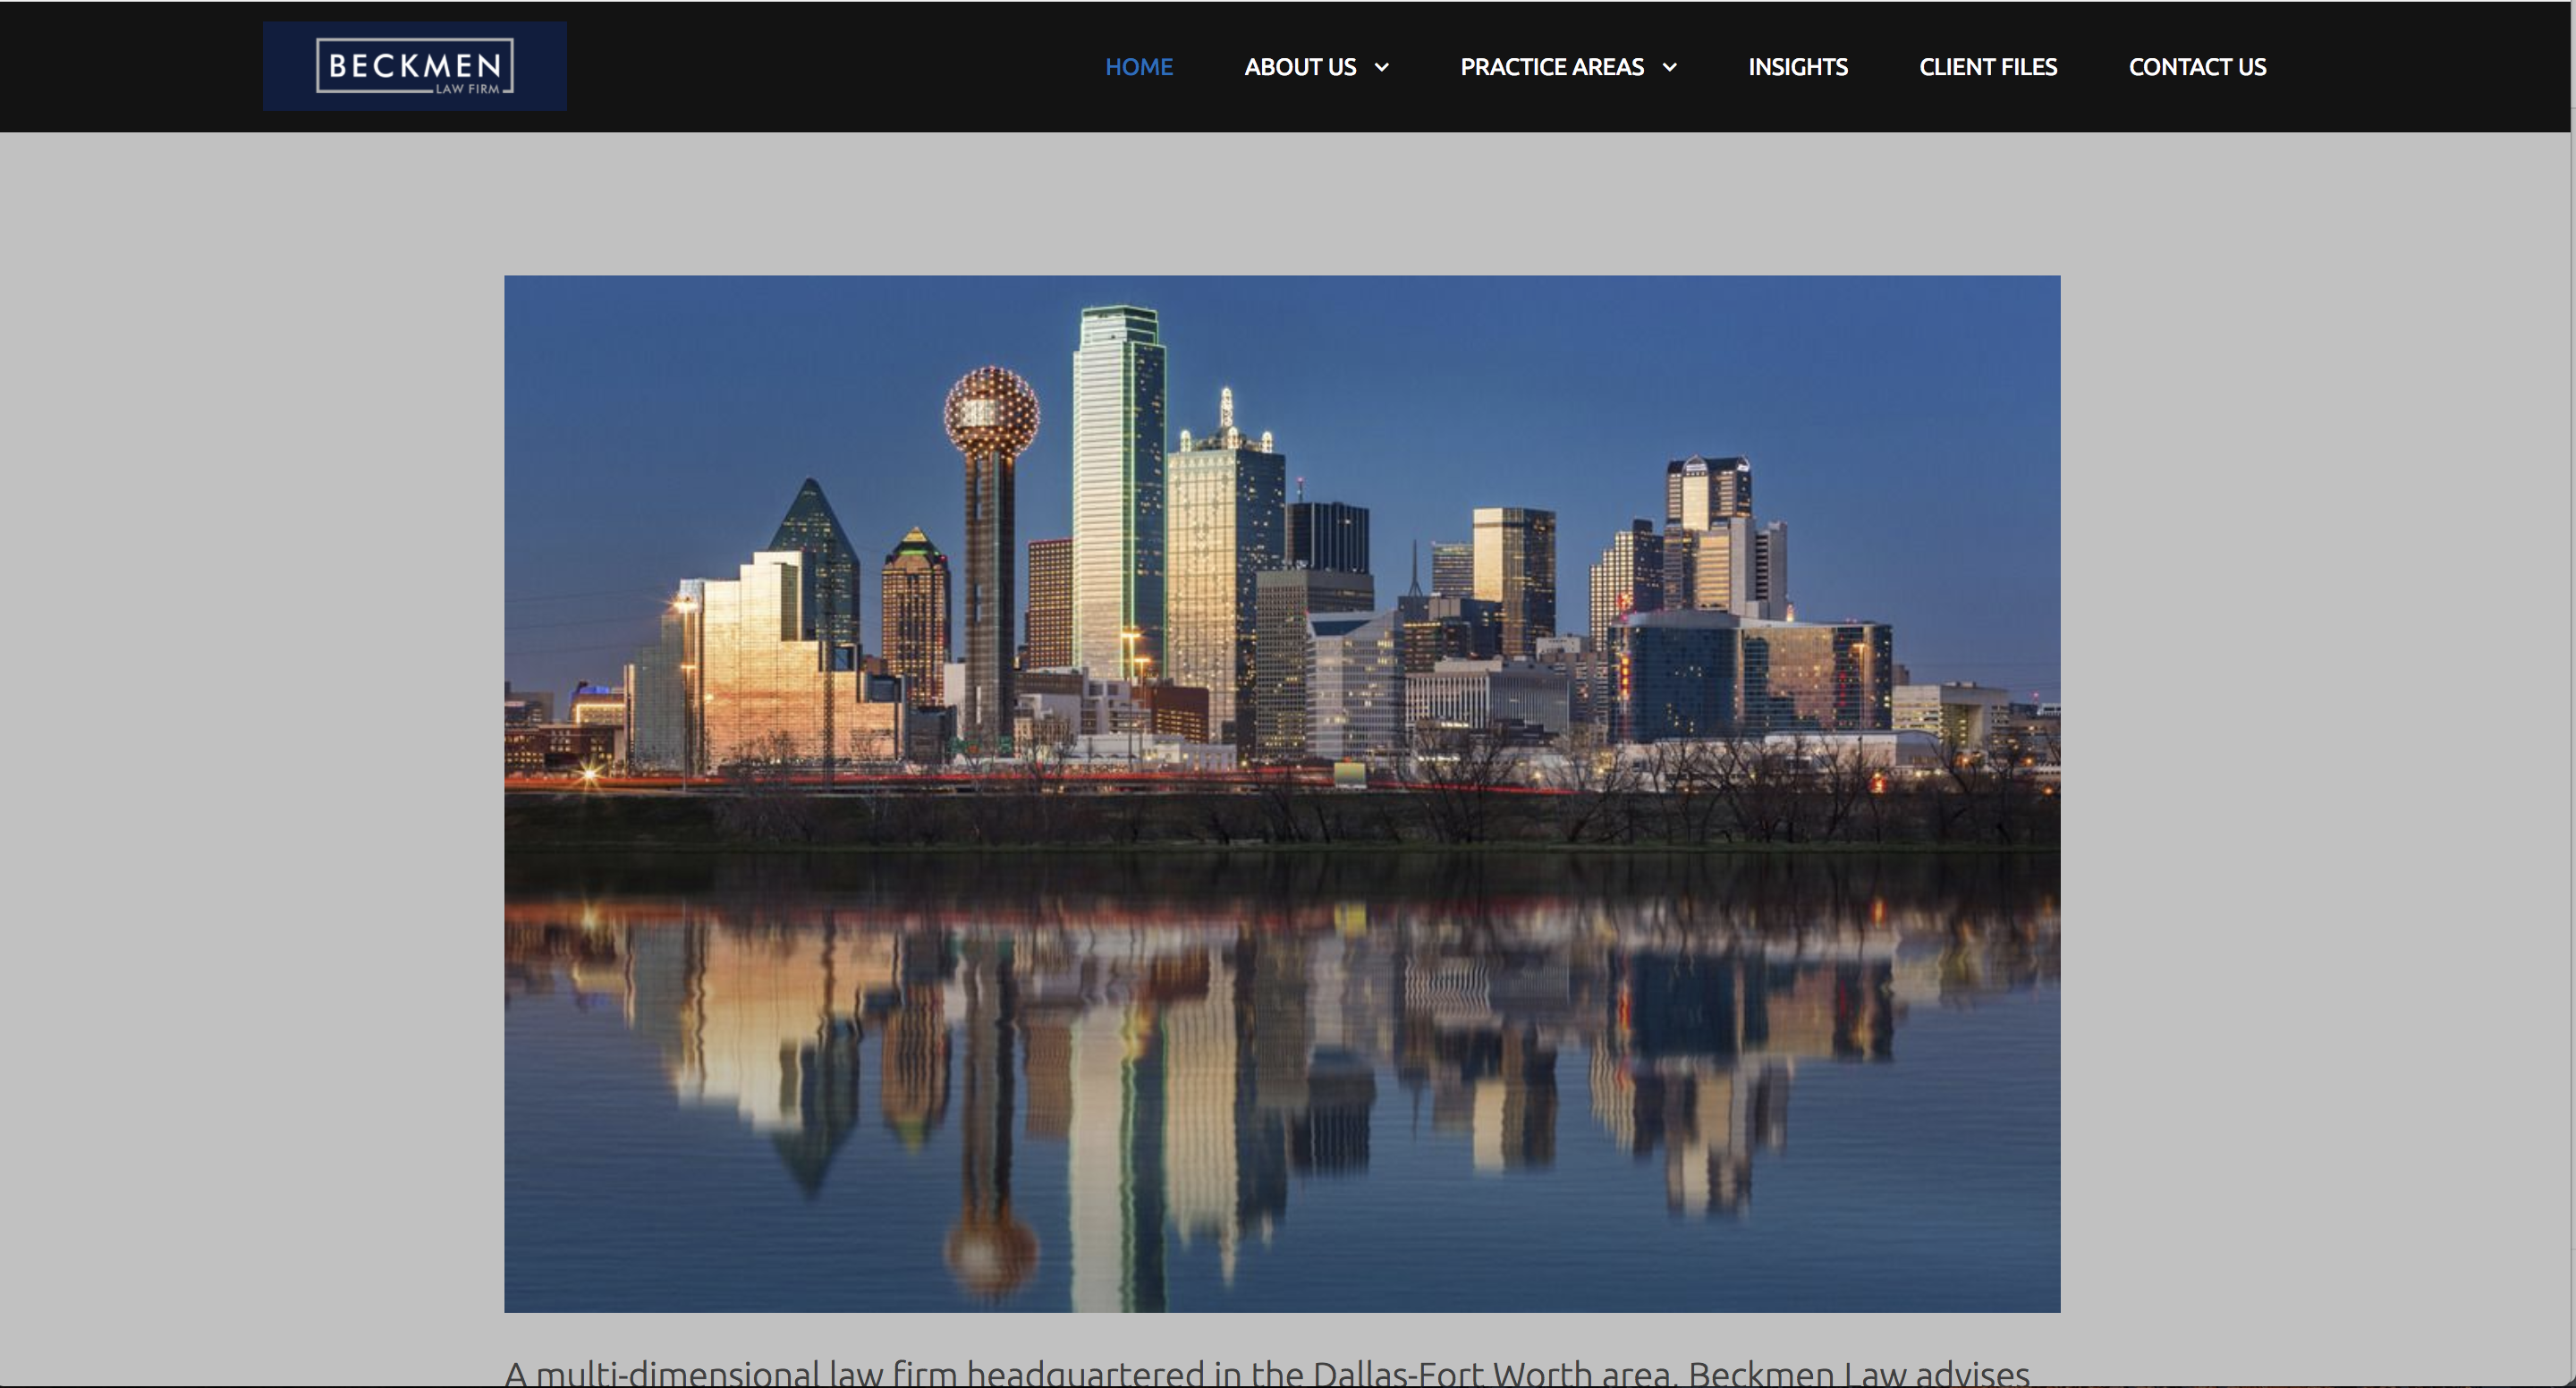 BECKMEN
LAW FIRM
HOME ABOUT US PRACTICE AREAS INSIGHTS CLIENT FILES CONTACT US
A multi-dimensional law firm headquartered in the Dallas-Fort Worth area, Beckmen Law advises